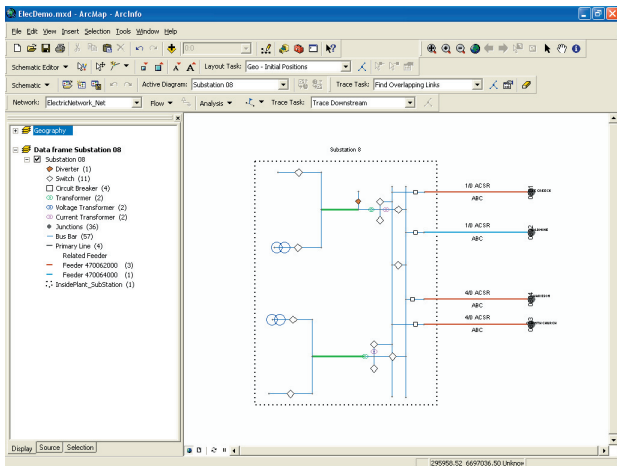 ElecDemo.mxd - ArcMap - ArcInfo
File Edit View Insert Selection Tools Window Help
Schematic Editor Layout Task: Geo - Initial Positions
Schematic Active Diagram: Substation 08 Trace Task: Find Overlapping Links
Network: ElectricNetwork_Net Flow Analysis Trace Task: Trace Downstream
Geography
Data frame Substation 08
Substation 08
Diverter (1)
Switch (11)
Circuit Breaker (4)
Transformer (2)
Voltage Transformer (2)
Current Transformer (2)
Junctions (36)
Bus Bar (57)
Primary Line (4)
Related Feeder
Feeder 470062000 (3)
Feeder 470064000 (1)
InsidePlant_SubStation (1)
Substation 8
1/0 ACSR
ABC
1/0 ACSR
ABC
4/0 ACSR
ABC
4/0 ACSR
ABC
Display Source Selection
295958.52 6697036.50 Unknow